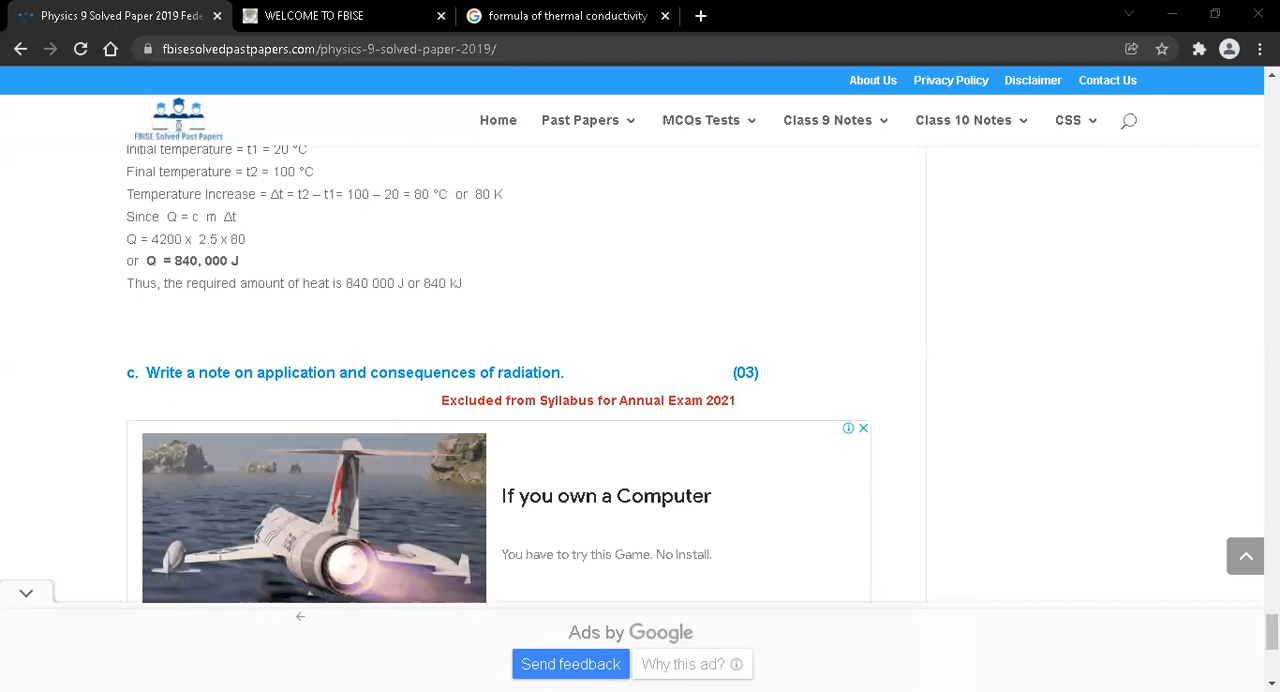 Physics 9 Solved Paper 2019 Fede
WELCOME TO FBISE
formula of thermal conductivity
fbisesolvedpastpapers.com/physics-9-solved-paper-2019/
About Us Privacy Policy Disclaimer Contact Us
FBISE Solved Past Papers
Home Past Papers MCQs Tests Class 9 Notes Class 10 Notes CSS
Initial temperature = t1 = 20 °C
Final temperature = t2 = 100 °C
Temperature Increase = Δt = t2 – t1= 100 – 20 = 80 °C or 80 K
Since Q = c m Δt
Q = 4200 x 2.5 x 80
or Q = 840, 000 J
Thus, the required amount of heat is 840 000 J or 840 kJ
c. Write a note on application and consequences of radiation. (03)
Excluded from Syllabus for Annual Exam 2021
If you own a Computer
You have to try this Game. No Install.
Ads by Google
Send feedback Why this ad?